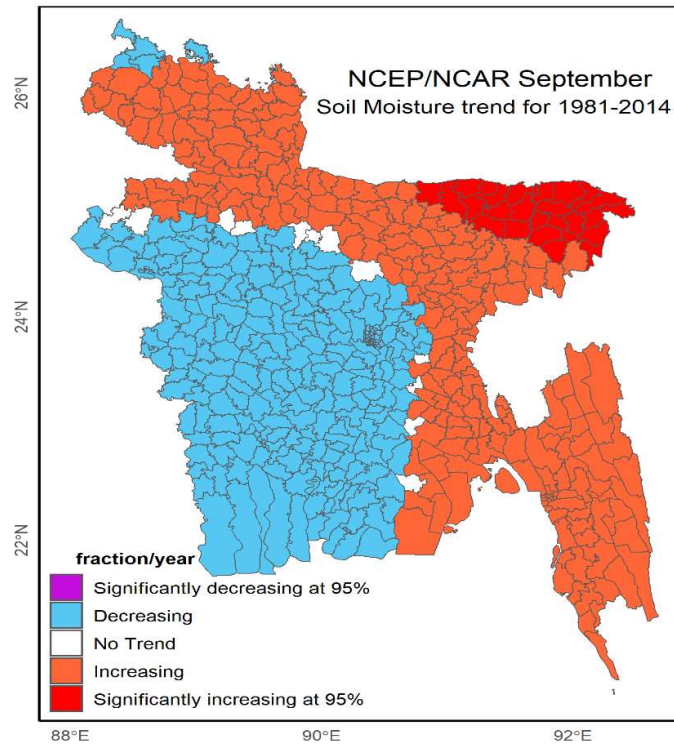 NCEP/NCAR September
Soil Moisture trend for 1981-2014
26°N
24°N
22°N
fraction/year
Significantly decreasing at 95%
Decreasing
No Trend
Increasing
Significantly increasing at 95%
88°E
90°E
92°E